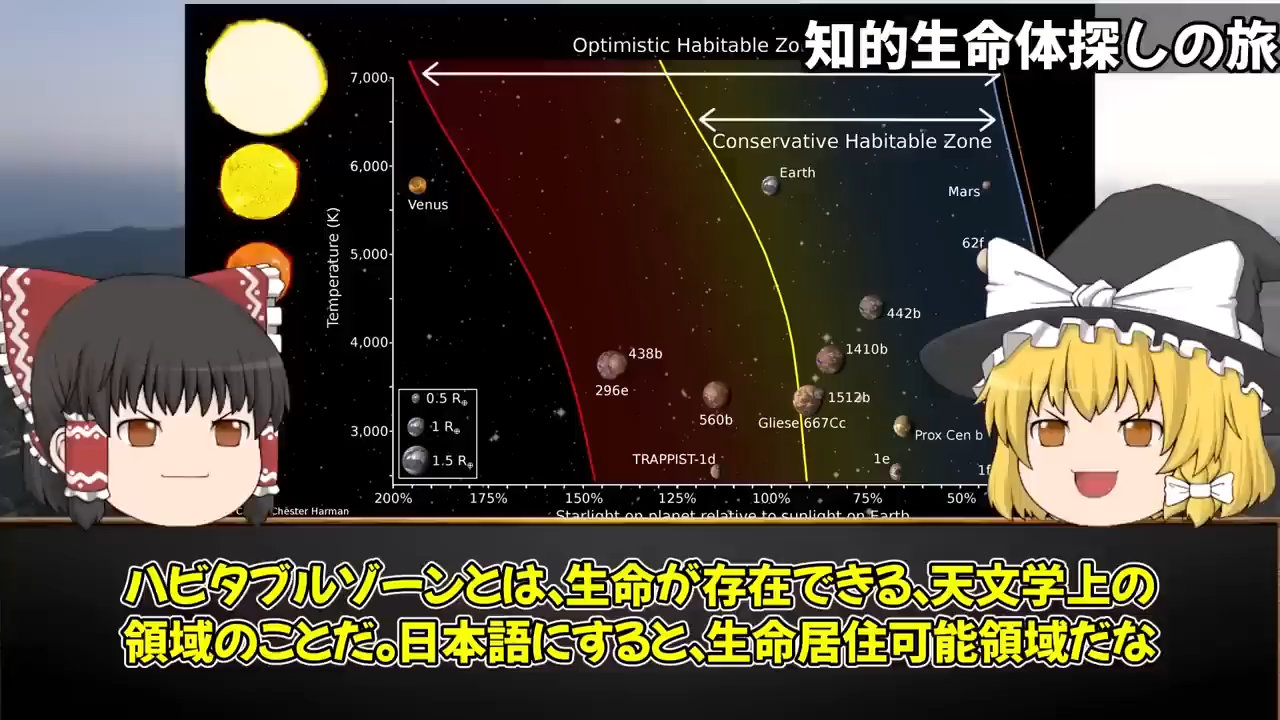 知的生命体探しの旅
Optimistic Habitable Zo
Conservative Habitable Zone
7,000
6,000
5,000
4,000
3,000
Temperature (K)
Venus
Earth
Mars
62f
442b
1410b
438b
296e
560b
1512b
Gliese 667Cc
Prox Cen b
TRAPPIST-1d
1e
1f
0.5 R⊕
1 R⊕
1.5 R⊕
200% 175% 150% 125% 100% 75% 50%
Starlight on planet relative to sunlight on Earth
Chester Harman
ハビタブルゾーンとは、生命が存在できる、天文学上の
領域のことだ。日本語にすると、生命居住可能領域だな